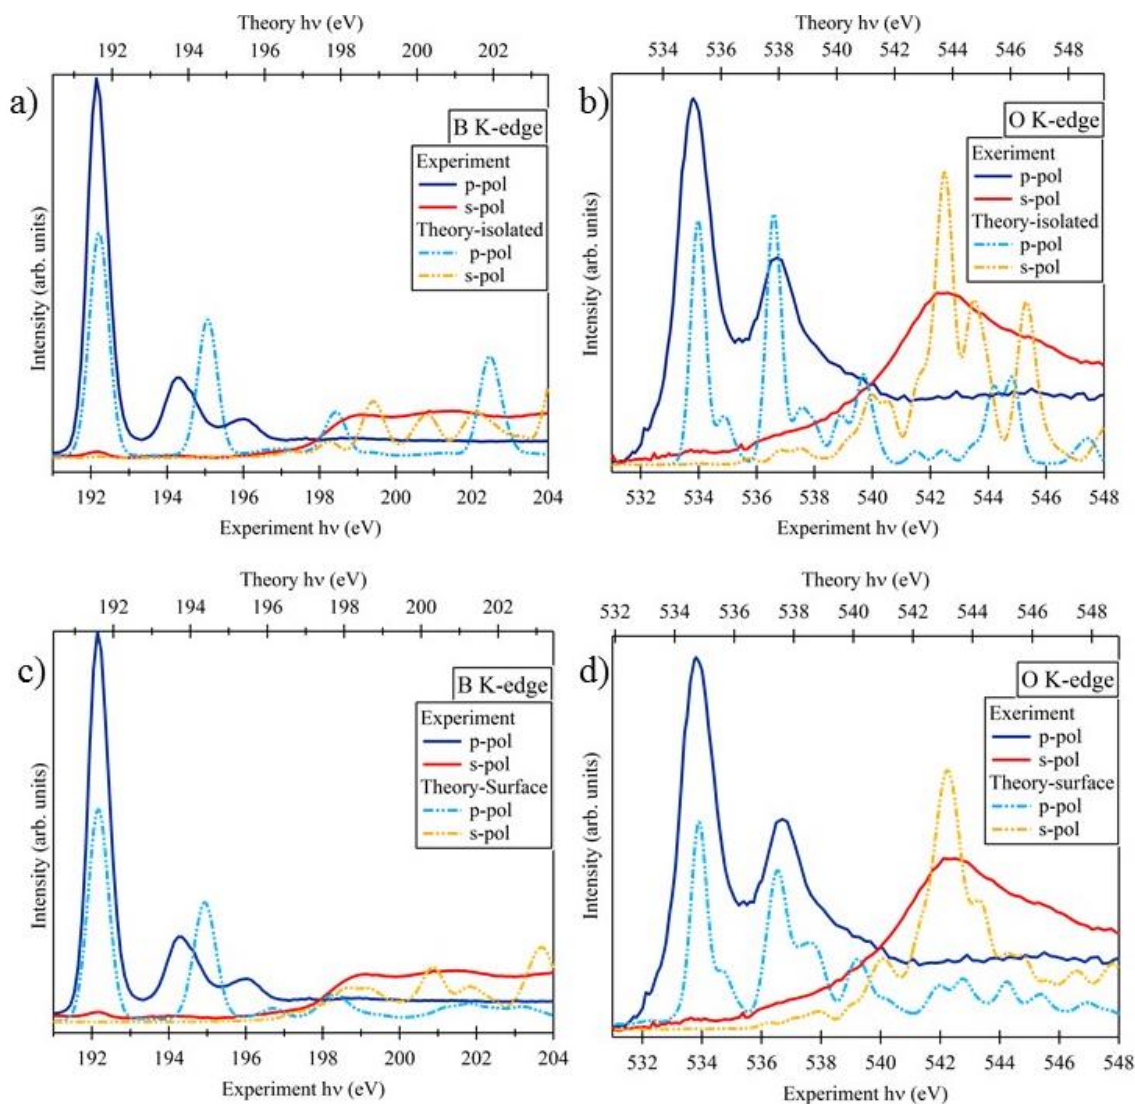 Theory hν (eV)
192 194 196 198 200 202
a)
B K-edge
Experiment
p-pol
s-pol
Theory-isolated
p-pol
s-pol
Intensity (arb. units)
192 194 196 198 200 202 204
Experiment hν (eV)
Theory hν (eV)
534 536 538 540 542 544 546 548
b)
O K-edge
Exeriment
p-pol
s-pol
Theory-isolated
p-pol
s-pol
Intensity (arb. units)
532 534 536 538 540 542 544 546 548
Experiment hν (eV)
Theory hν (eV)
192 194 196 198 200 202
c)
B K-edge
Experiment
p-pol
s-pol
Theory-Surface
p-pol
s-pol
Intensity (arb. units)
192 194 196 198 200 202 204
Experiment hν (eV)
Theory hν (eV)
532 534 536 538 540 542 544 546 548
d)
O K-edge
Exeriment
p-pol
s-pol
Theory-surface
p-pol
s-pol
Intensity (arb. units)
532 534 536 538 540 542 544 546 548
Experiment hν (eV)